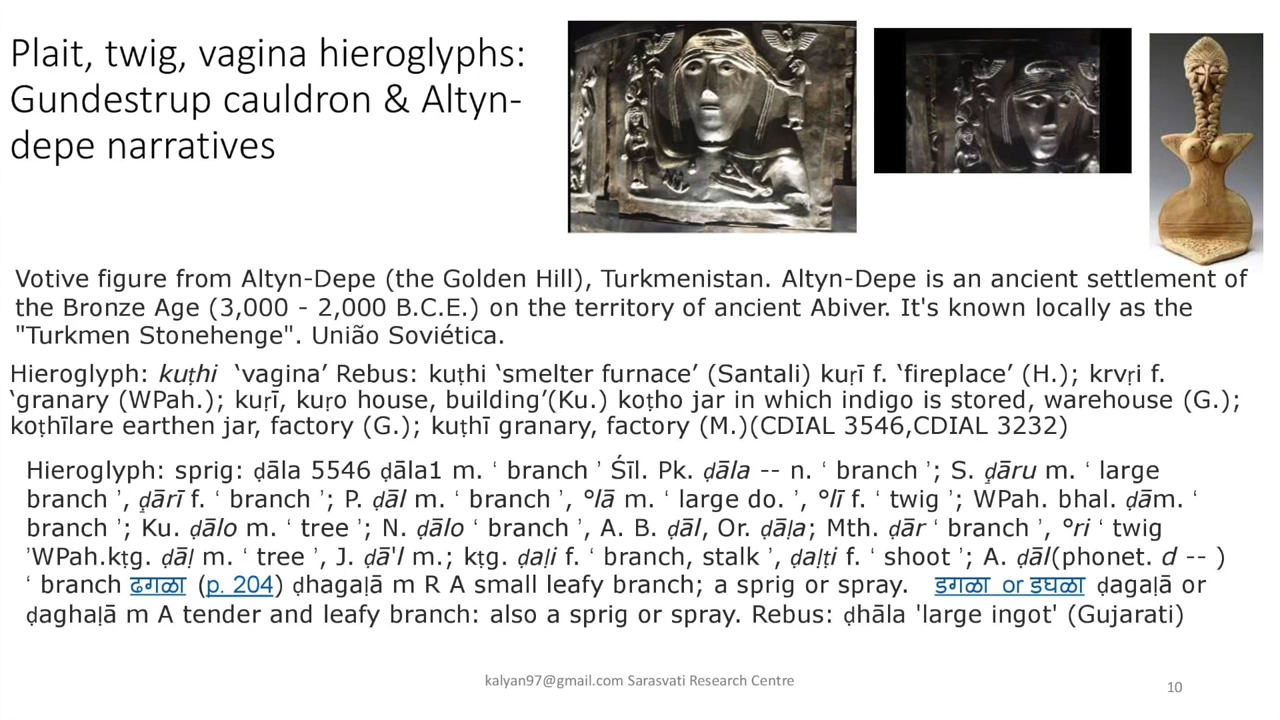 Plait, twig, vagina hieroglyphs:
Gundestrup cauldron & Altyn-
depe narratives
Votive figure from Altyn-Depe (the Golden Hill), Turkmenistan. Altyn-Depe is an ancient settlement of
the Bronze Age (3,000 - 2,000 B.C.E.) on the territory of ancient Abiver. It's known locally as the
"Turkmen Stonehenge". União Soviética.
Hieroglyph: kuṭhi ‘vagina’ Rebus: kuṭhi ‘smelter furnace’ (Santali) kuṛī f. ‘fireplace’ (H.); krvṛi f.
‘granary (WPah.); kuṛī, kuṛo house, building’(Ku.) koṭho jar in which indigo is stored, warehouse (G.);
koṭhīlare earthen jar, factory (G.); kuṭhī granary, factory (M.)(CDIAL 3546,CDIAL 3232)
Hieroglyph: sprig: ḍāla 5546 ḍāla1 m. ‘ branch ’ Śīl. Pk. ḍāla -- n. ‘ branch ’; S. ḍ̠āru m. ‘ large
branch ’, ḍ̠ārī f. ‘ branch ’; P. ḍāl m. ‘ branch ’, °lā m. ‘ large do. ’, °lī f. ‘ twig ’; WPah. bhal. ḍām. ‘
branch ’; Ku. ḍālo m. ‘ tree ’; N. ḍālo ‘ branch ’, A. B. ḍāl, Or. ḍāḷa; Mth. ḍār ‘ branch ’, °ri ‘ twig
’WPah.kṭg. ḍāḷ m. ‘ tree ’, J. ḍā'l m.; kṭg. ḍaḷi f. ‘ branch, stalk ’, ḍaḷṭi f. ‘ shoot ’; A. ḍāl(phonet. d -- )
‘ branch ढगळा (p. 204) ḍhagaḷā m R A small leafy branch; a sprig or spray. डगळा or डघळा ḍagaḷā or
ḍaghaḷā m A tender and leafy branch: also a sprig or spray. Rebus: ḍhāla 'large ingot' (Gujarati)
kalyan97@gmail.com Sarasvati Research Centre
10